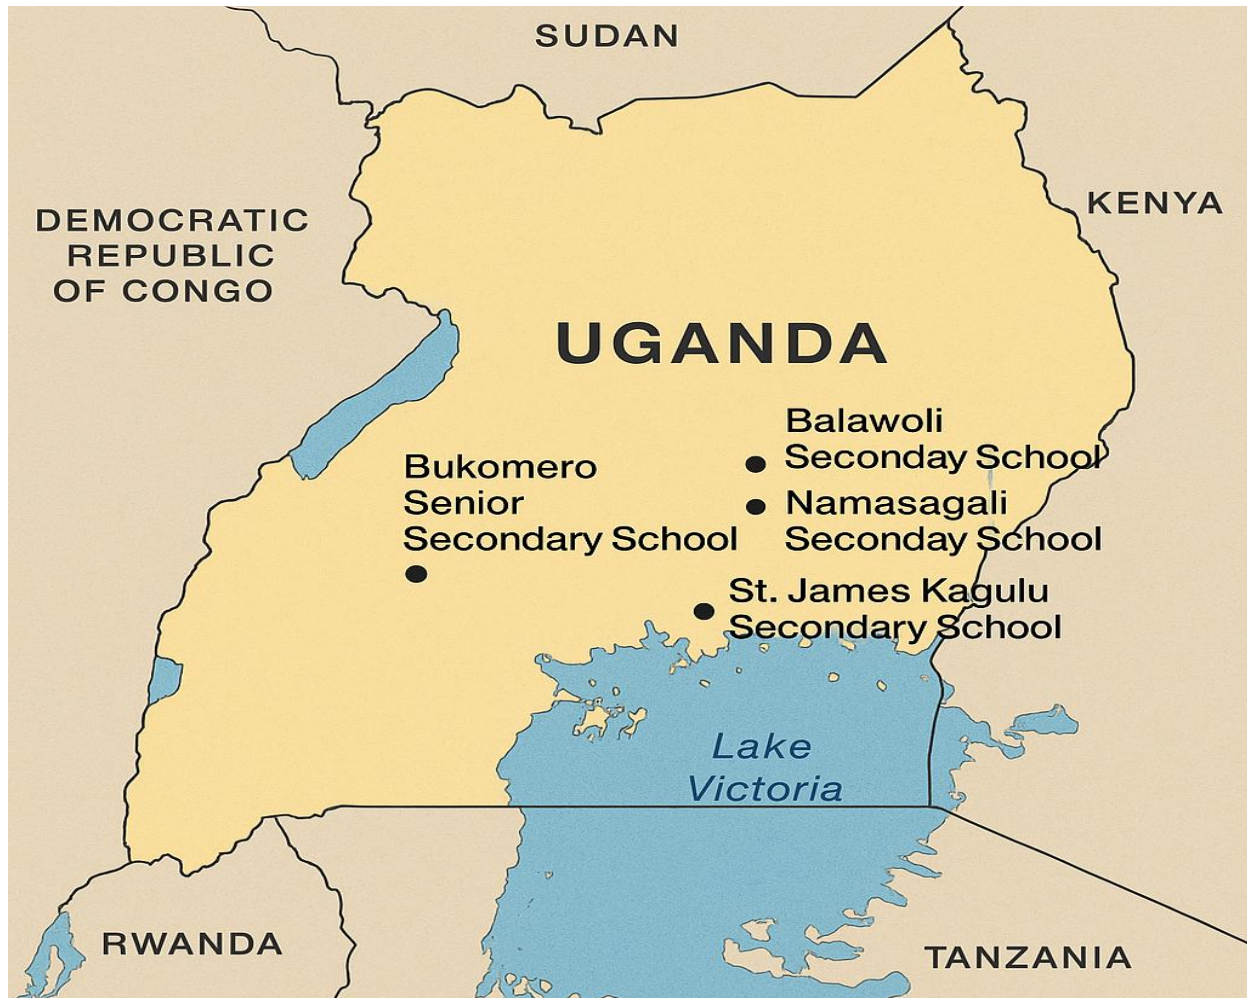 SUDAN
DEMOCRATIC
REPUBLIC
OF CONGO
KENYA
UGANDA
Balawoli
Seconday School
Bukomero
Senior
Secondary School
Namasagali
Seconday School
St. James Kagulu
Secondary School
Lake
Victoria
RWANDA
TANZANIA